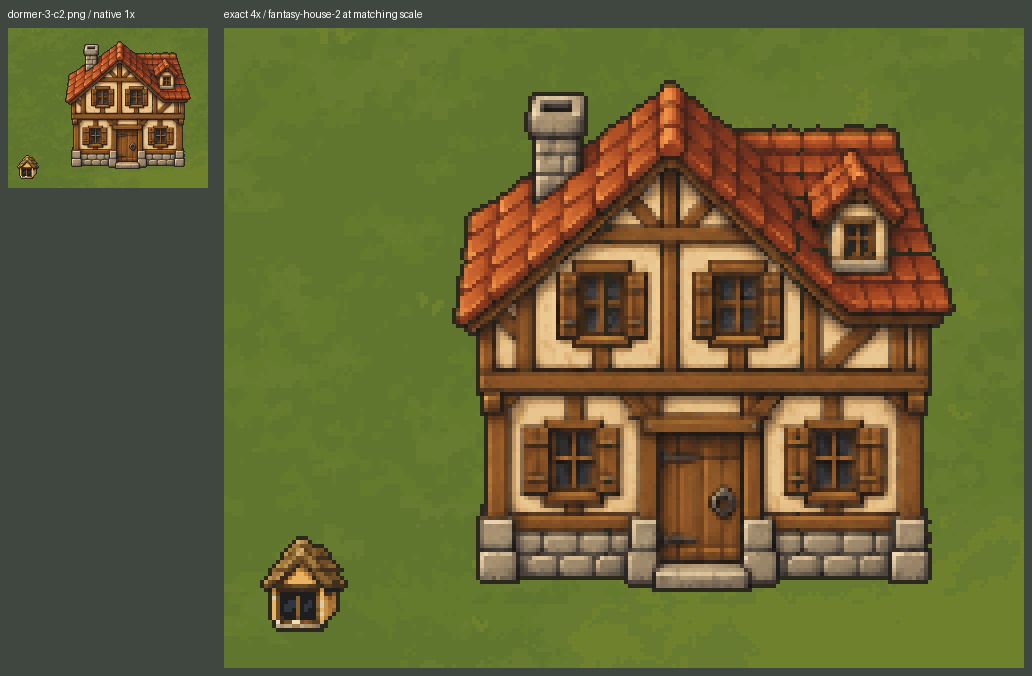 dormer-3-c2.png / native 1x
exact 4x / fantasy-house-2 at matching scale